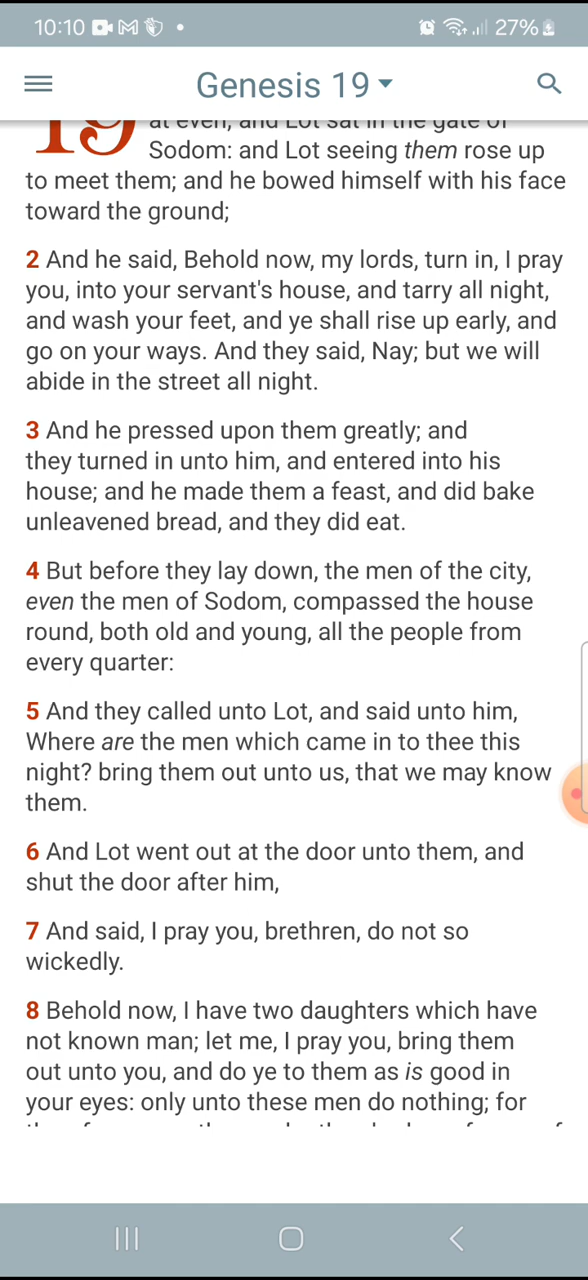 10:10
27%
Genesis 19
19 at even; and Lot sat in the gate of
Sodom: and Lot seeing them rose up
to meet them; and he bowed himself with his face
toward the ground;
2 And he said, Behold now, my lords, turn in, I pray
you, into your servant's house, and tarry all night,
and wash your feet, and ye shall rise up early, and
go on your ways. And they said, Nay; but we will
abide in the street all night.
3 And he pressed upon them greatly; and
they turned in unto him, and entered into his
house; and he made them a feast, and did bake
unleavened bread, and they did eat.
4 But before they lay down, the men of the city,
even the men of Sodom, compassed the house
round, both old and young, all the people from
every quarter:
5 And they called unto Lot, and said unto him,
Where are the men which came in to thee this
night? bring them out unto us, that we may know
them.
6 And Lot went out at the door unto them, and
shut the door after him,
7 And said, I pray you, brethren, do not so
wickedly.
8 Behold now, I have two daughters which have
not known man; let me, I pray you, bring them
out unto you, and do ye to them as is good in
your eyes: only unto these men do nothing; for